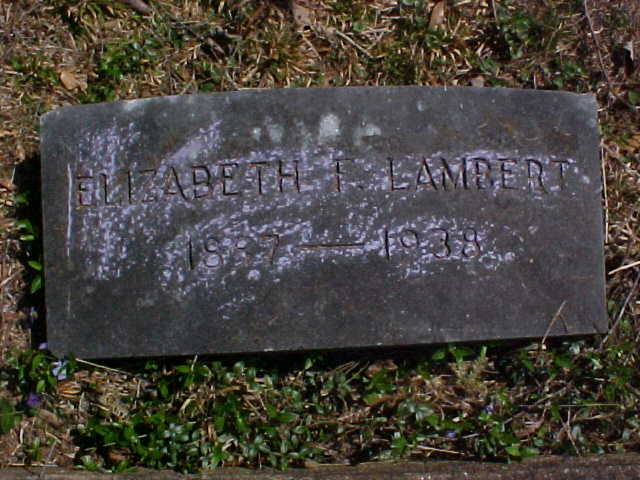 ELIZABETH F. LAMBERT
— 1938